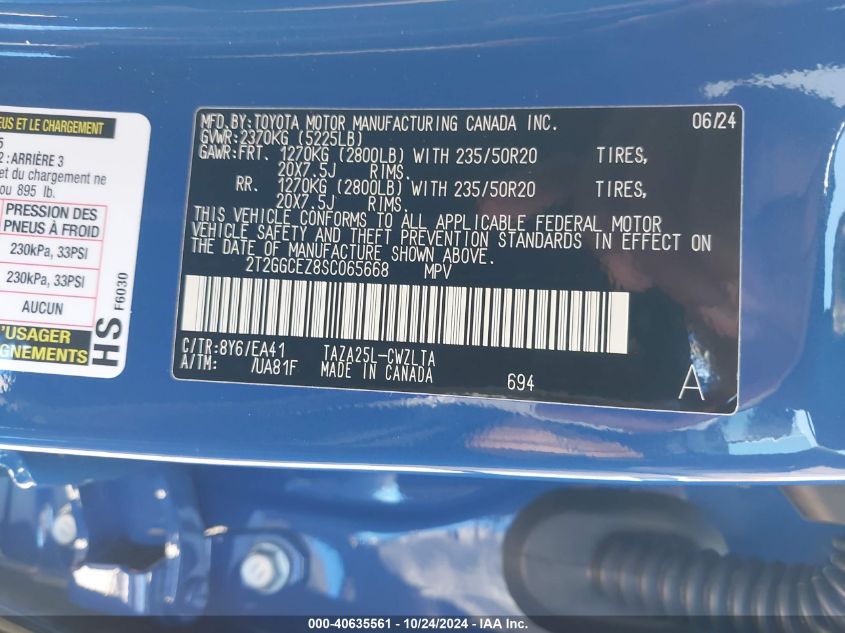 EUS ET LE CHARGEMENT
5
2 : ARRIÈRE 3
et du chargement ne
ou 895 lb.
PRESSION DES
PNEUS À FROID
230kPa, 33PSI
230kPa, 33PSI
AUCUN
'USAGER
GNEMENTS
HS
F6030
MFD.BY:TOYOTA MOTOR MANUFACTURING CANADA INC. 06/24
GVWR:2370KG (5225LB)
GAWR:FRT. 1270KG (2800LB) WITH 235/50R20 TIRES,
20X7.5J RIMS.
RR. 1270KG (2800LB) WITH 235/50R20 TIRES,
20X7.5J RIMS.
THIS VEHICLE CONFORMS TO ALL APPLICABLE FEDERAL MOTOR
VEHICLE SAFETY AND THEFT PREVENTION STANDARDS IN EFFECT ON
THE DATE OF MANUFACTURE SHOWN ABOVE.
2T2GGCEZ8SC065668 MPV
C/TR:8Y6/EA41 TAZA25L-CWZLTA
A/TM: /UA81F MADE IN CANADA 694 A
000-40635561 - 10/24/2024 - IAA Inc.